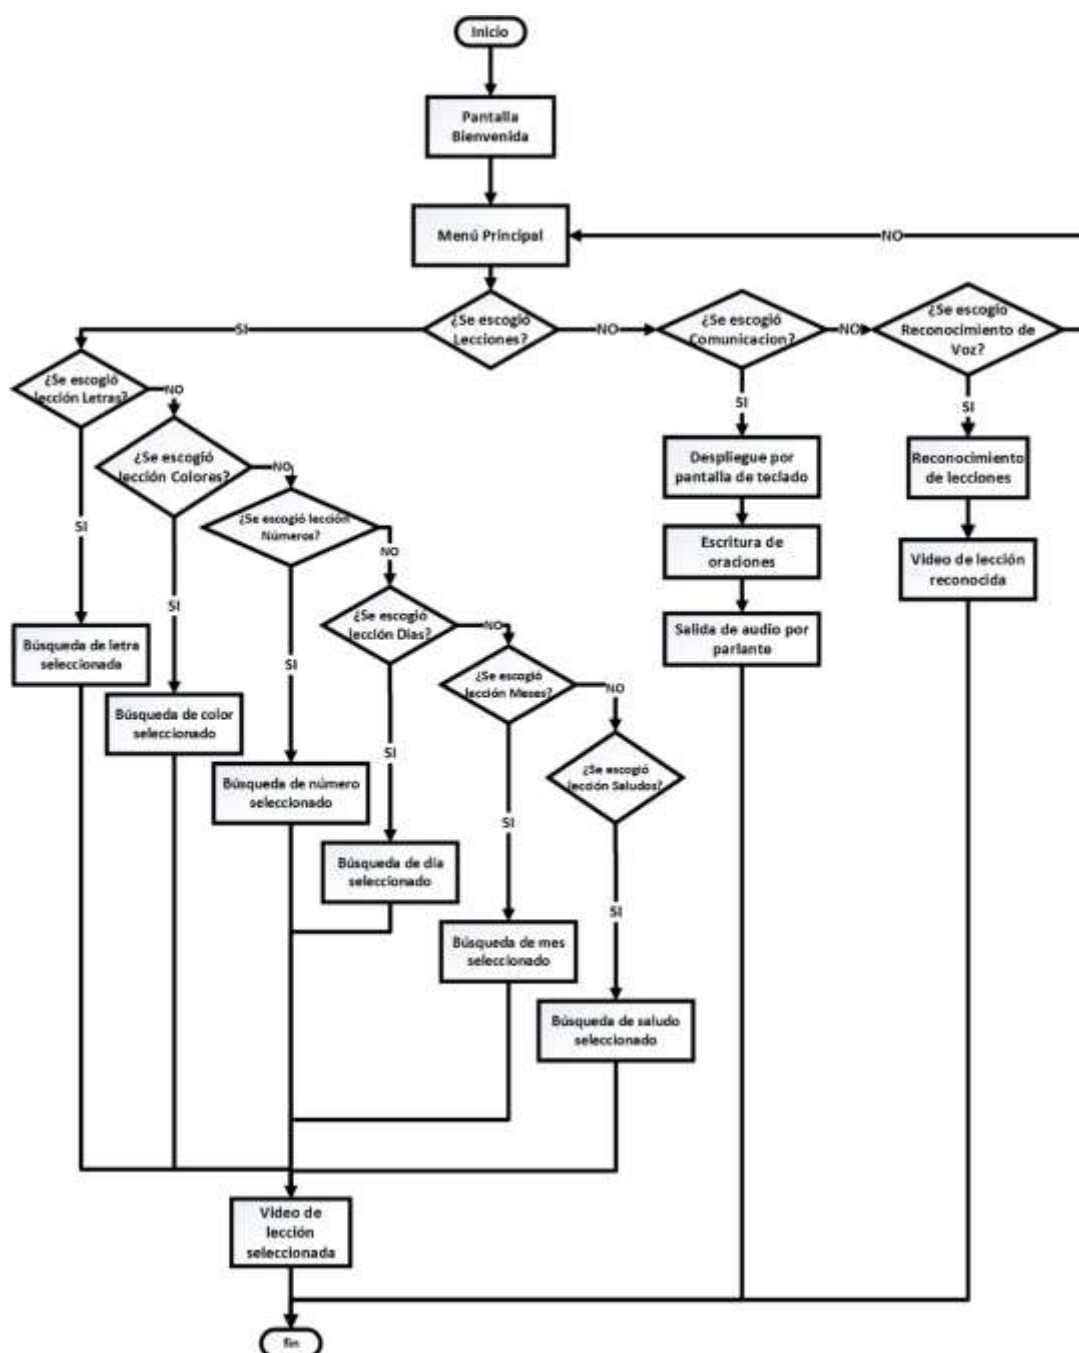 Inicio
Pantalla
Bienvenida
Menú Principal
NO
¿Se escogió
Lecciones?
SI
NO
¿Se escogió
Comunicacion?
NO
¿Se escogio
Reconocimiento de
Voz?
¿Se escogió
lección Letras?
NO
SI
SI
¿Se escogió
lección Colores?
NO
Despliegue por
pantalla de teclado
Reconocimiento
de lecciones
¿Se escogió lección
Números?
SI
NO
Escritura de
oraciones
Video de lección
reconocida
SI
¿Se escogió
lección Dias?
NO
Salida de audio por
parlante
Búsqueda de letra
seleccionada
SI
¿Se escogió
lección Meses?
NO
Búsqueda de color
seleccionado
SI
¿Se escogió
lección Saludos?
Búsqueda de número
seleccionado
SI
Búsqueda de día
seleccionado
SI
Búsqueda de mes
seleccionado
Búsqueda de saludo
seleccionado
Video de
lección
seleccionada
fin